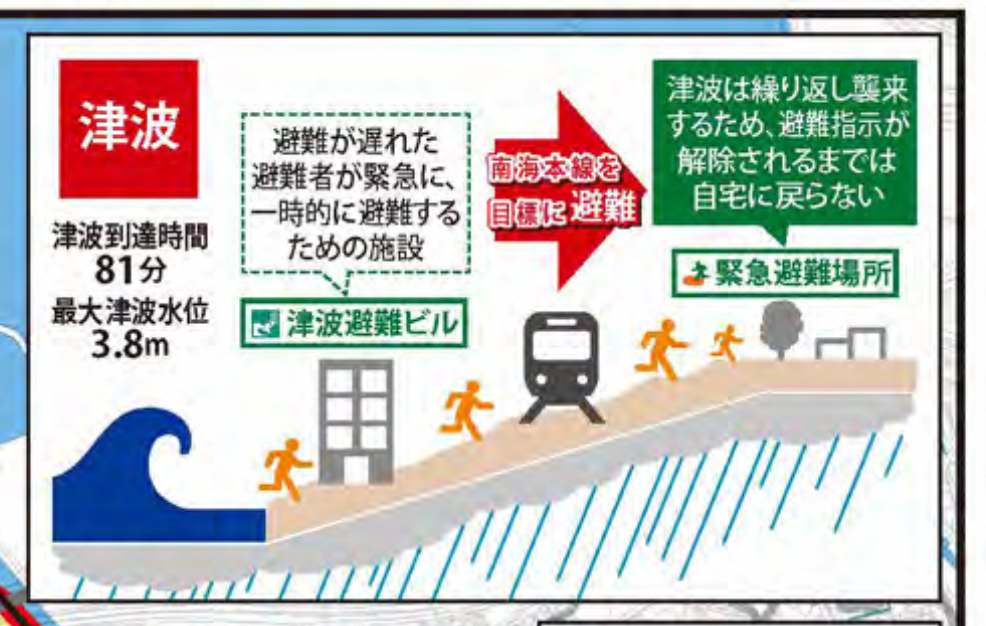 津波
津波到達時間
81分
最大津波水位
3.8m
避難が遅れた
避難者が緊急に、
一時的に避難する
ための施設
津波避難ビル
南海本線を
目標に避難
津波は繰り返し襲来
するため、避難指示が
解除されるまでは
自宅に戻らない
緊急避難場所